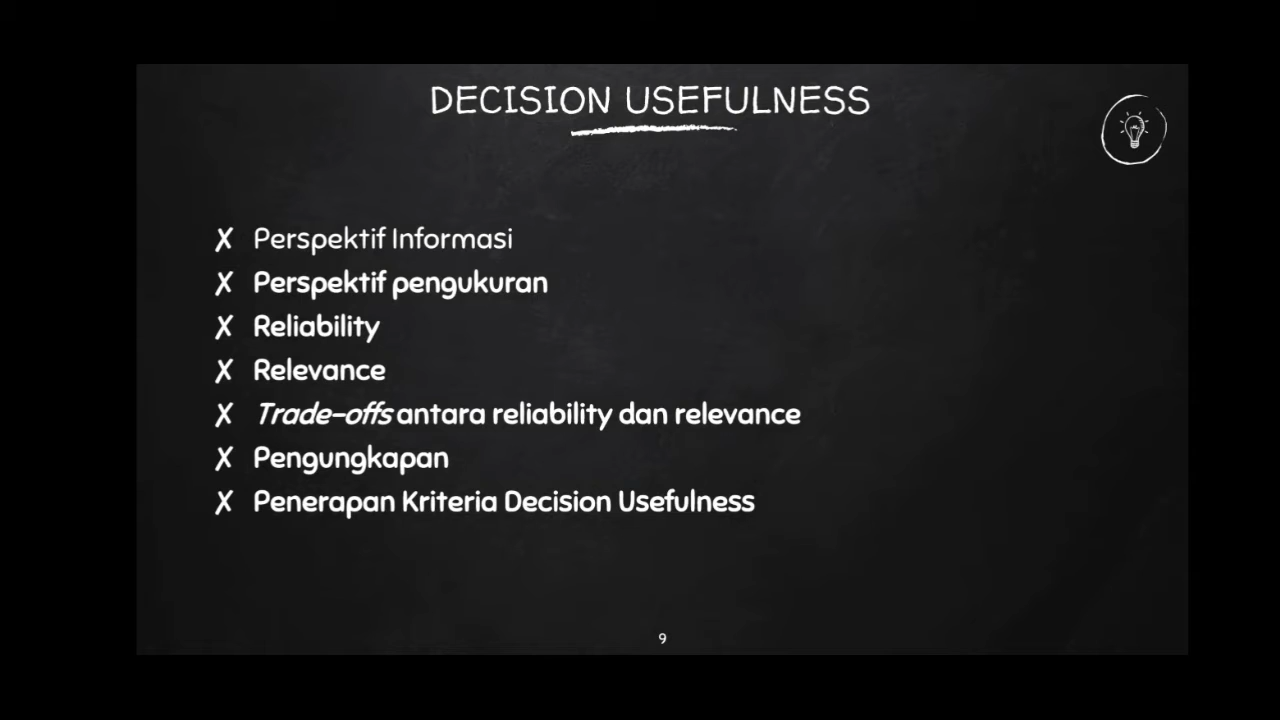 DECISION USEFULNESS
✗ Perspektif Informasi
✗ Perspektif pengukuran
✗ Reliability
✗ Relevance
✗ Trade-offs antara reliability dan relevance
✗ Pengungkapan
✗ Penerapan Kriteria Decision Usefulness
9